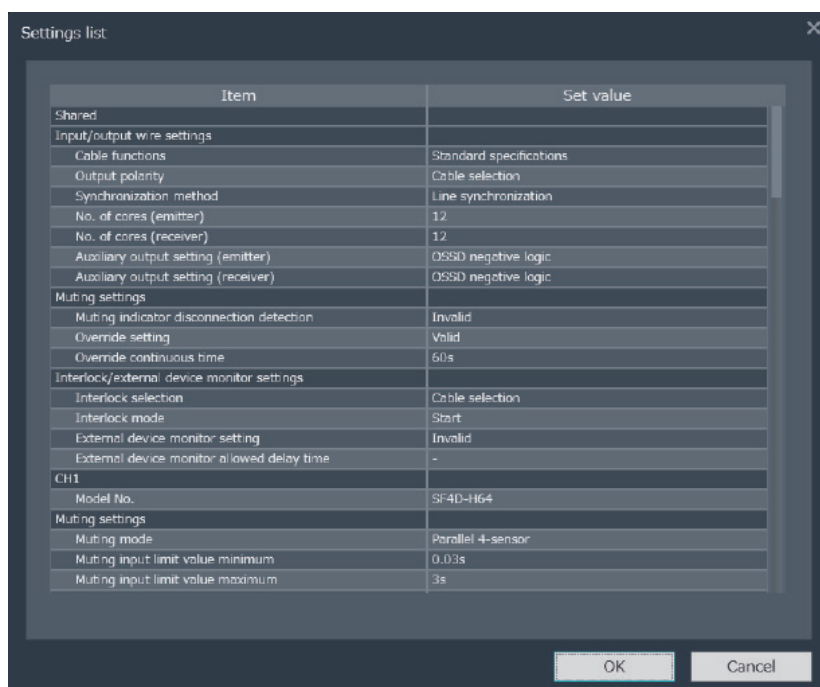 Settings list
Item Set value
Shared
Input/output wire settings
Cable functions Standard specifications
Output polarity Cable selection
Synchronization method Line synchronization
No. of cores (emitter) 12
No. of cores (receiver) 12
Auxiliary output setting (emitter) OSSD negative logic
Auxiliary output setting (receiver) OSSD negative logic
Muting settings
Muting indicator disconnection detection Invalid
Override setting Valid
Override continuous time 60s
Interlock/external device monitor settings
Interlock selection Cable selection
Interlock mode Start
External device monitor setting Invalid
External device monitor allowed delay time -
CH1
Model No. SF4D-H64
Muting settings
Muting mode Parallel 4-sensor
Muting input limit value minimum 0.03s
Muting input limit value maximum 3s
OK Cancel